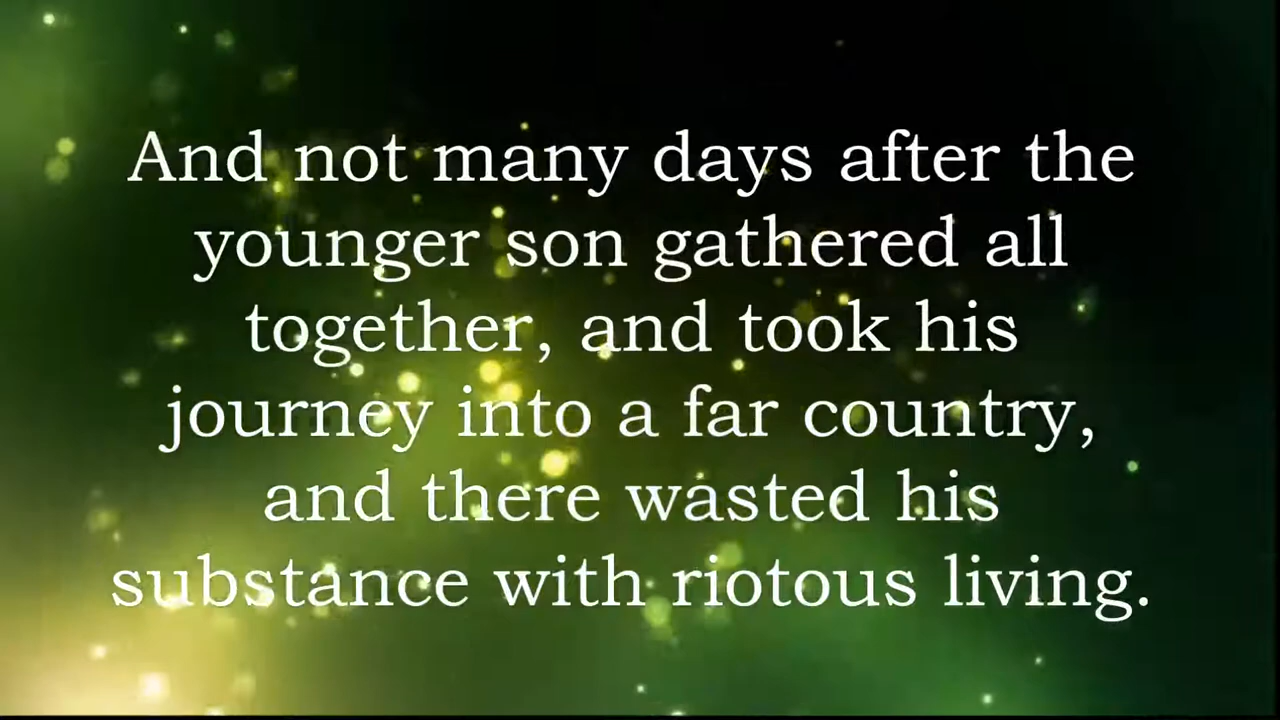 And not many days after the
younger son gathered all
together, and took his
journey into a far country,
and there wasted his
substance with riotous living.